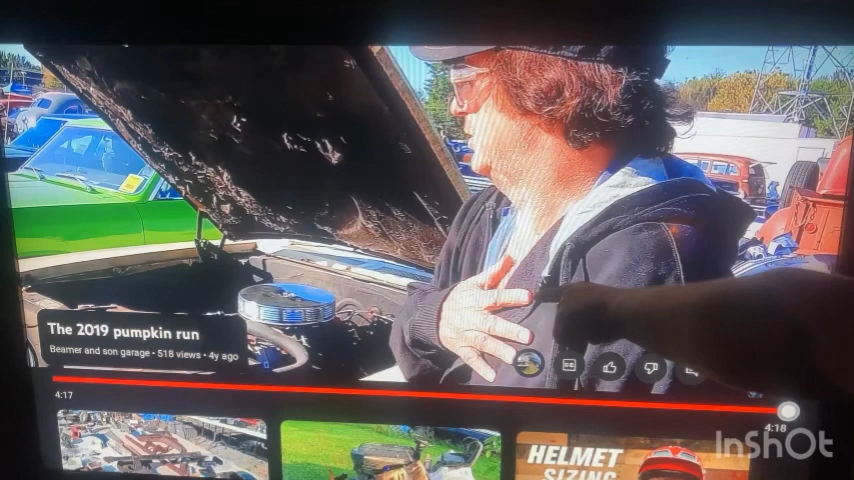 The 2019 pumpkin run
Beamer and son garage • 518 views • 4y ago
4:17
4:18
HELMET
SIZING
InShOt